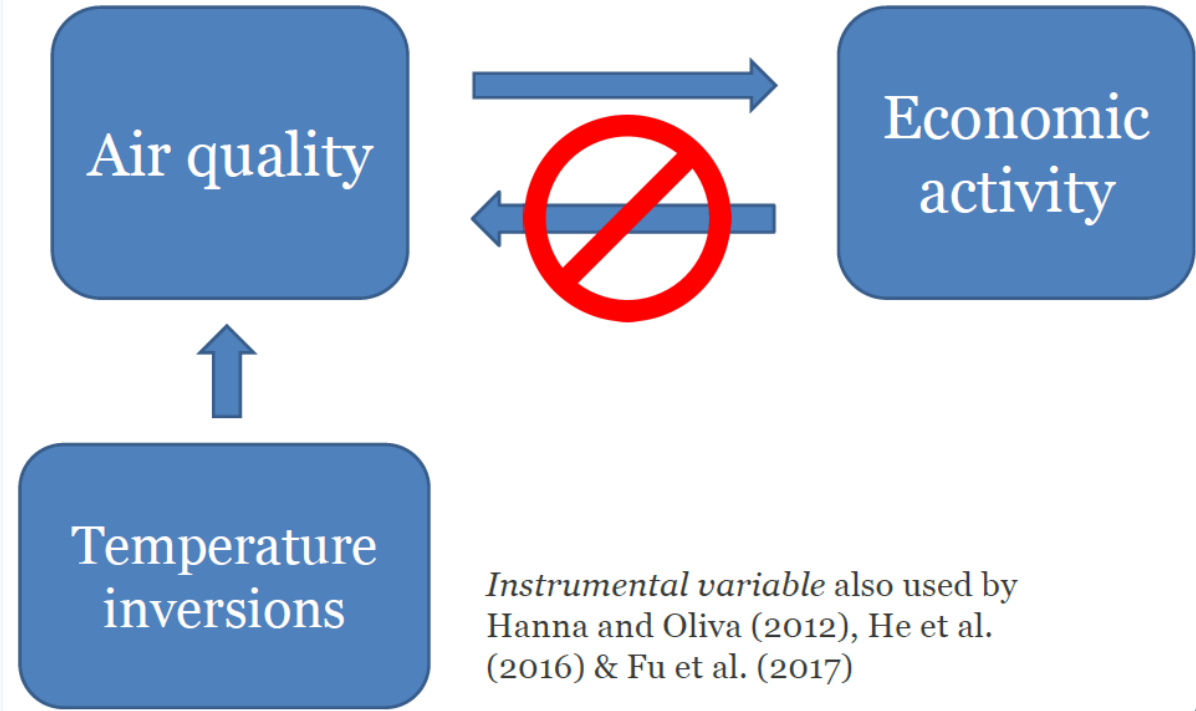 Air quality
Economic
activity
Temperature
inversions
Instrumental variable also used by
Hanna and Oliva (2012), He et al.
(2016) & Fu et al. (2017)